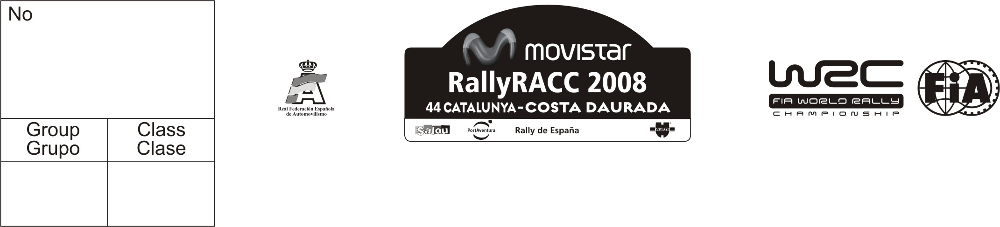 No
Group
Grupo
Class
Clase
Real Federación Española
de Automovilismo
movistar
RallyRACC 2008
44 CATALUNYA-COSTA DAURADA
Salou
PortAventura
Rally de España
WÜRTH
WRC
FIA WORLD RALLY
CHAMPIONSHIP
FiA